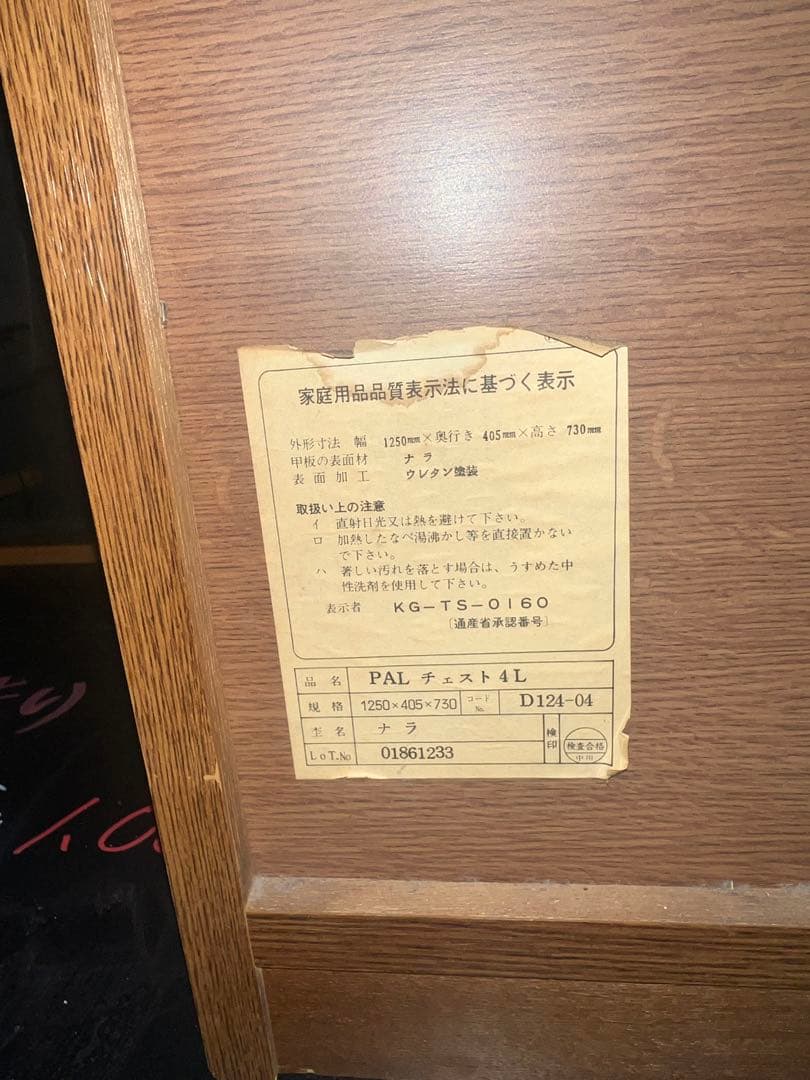 家庭用品品質表示法に基づく表示
外形寸法 幅 1250mm×奥行き 405mm×高さ 730mm
甲板の表面材 ナラ
表面加工 ウレタン塗装
取扱い上の注意
イ 直射日光又は熱を避けて下さい。
ロ 加熱したなべ湯沸かし等を直接置かない
で下さい。
ハ 著しい汚れを落とす場合は、うすめた中
性洗剤を使用して下さい。
表示者 KG-TS-0160
〔通産省承認番号〕
品名 PAL チェスト4L
規格 1250×405×730 コードNo. D124-04
名 ナラ
LoT.No 01861233
検印 検査合格